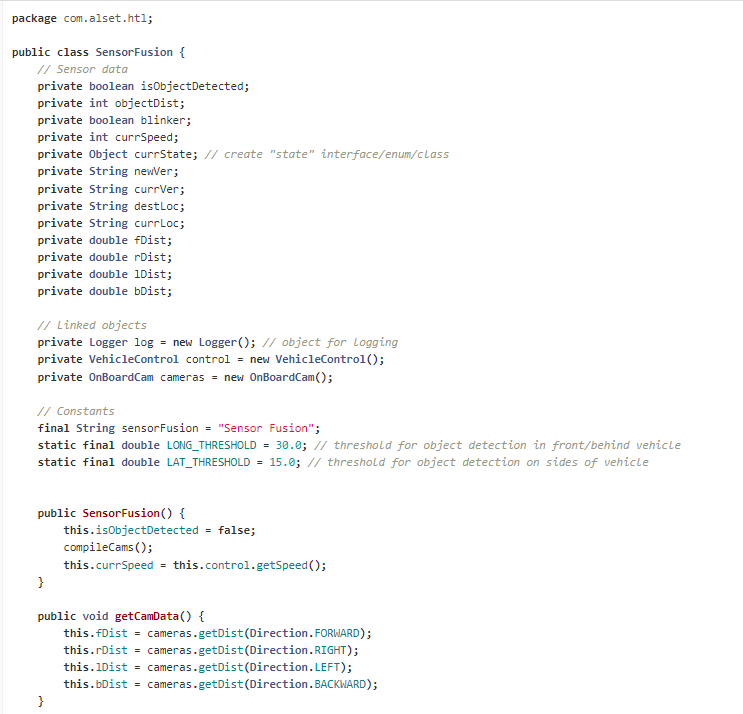 package com.alset.htl;
public class SensorFusion {
// Sensor data
private boolean isObjectDetected;
private int objectDist;
private boolean blinker;
private int currSpeed;
private Object currState; // create "state" interface/enum/class
private String newVer;
private String currVer;
private String destLoc;
private String currLoc;
private double fDist;
private double rDist;
private double lDist;
private double bDist;
// Linked objects
private Logger log = new Logger(); // object for logging
private VehicleControl control = new VehicleControl();
private OnBoardCam cameras = new OnBoardCam();
// Constants
final String sensorFusion = "Sensor Fusion";
static final double LONG_THRESHOLD = 30.0; // threshold for object detection in front/behind vehicle
static final double LAT_THRESHOLD = 15.0; // threshold for object detection on sides of vehicle
public SensorFusion() {
this.isObjectDetected = false;
compileCams();
this.currSpeed = this.control.getSpeed();
}
public void getCamData() {
this.fDist = cameras.getDist(Direction.FORWARD);
this.rDist = cameras.getDist(Direction.RIGHT);
this.lDist = cameras.getDist(Direction.LEFT);
this.bDist = cameras.getDist(Direction.BACKWARD);
}